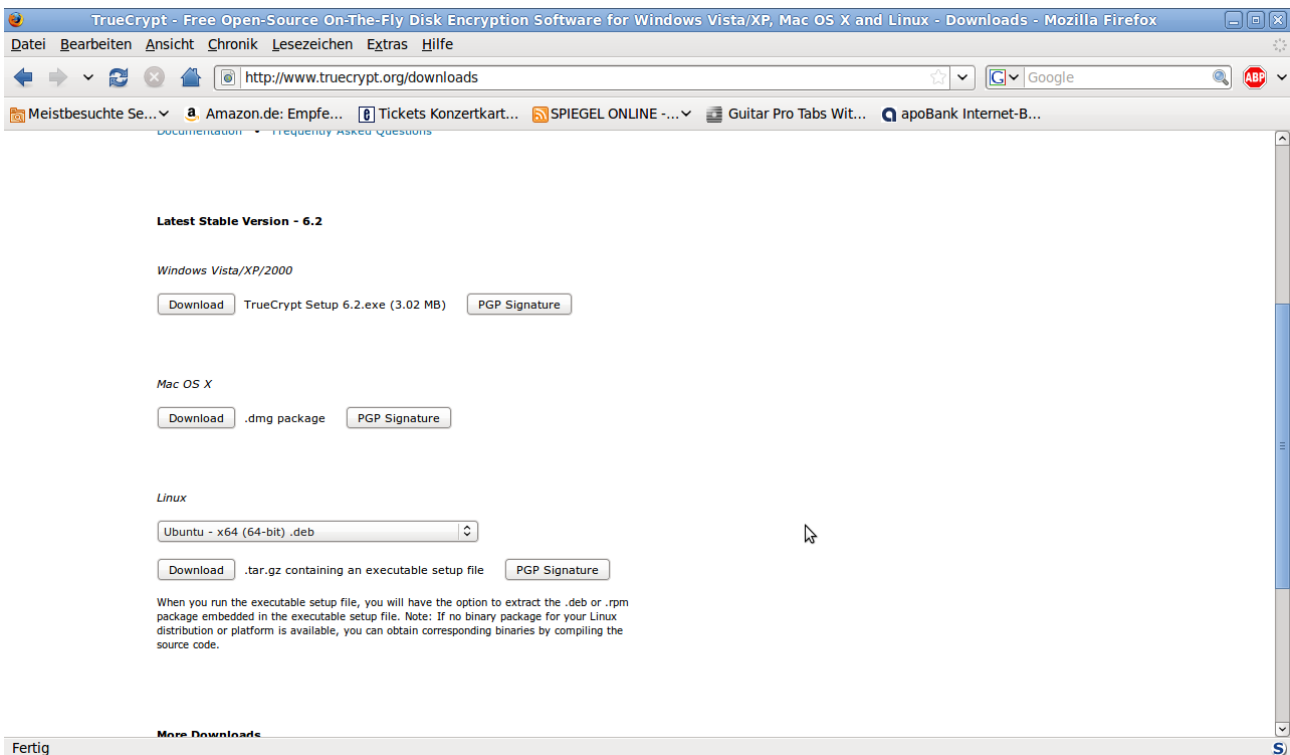 TrueCrypt - Free Open-Source On-The-Fly Disk Encryption Software for Windows Vista/XP, Mac OS X and Linux - Downloads - Mozilla Firefox
Datei Bearbeiten Ansicht Chronik Lesezeichen Extras Hilfe
http://www.truecrypt.org/downloads G Google ABP
Meistbesuchte Se... a Amazon.de: Empfe... Tickets Konzertkart... SPIEGEL ONLINE -... Guitar Pro Tabs Wit... apoBank Internet-B...
Documentation • Frequently Asked Questions
Latest Stable Version - 6.2
Windows Vista/XP/2000
Download TrueCrypt Setup 6.2.exe (3.02 MB) PGP Signature
Mac OS X
Download .dmg package PGP Signature
Linux
Ubuntu - x64 (64-bit) .deb
Download .tar.gz containing an executable setup file PGP Signature
When you run the executable setup file, you will have the option to extract the .deb or .rpm
package embedded in the executable setup file. Note: If no binary package for your Linux
distribution or platform is available, you can obtain corresponding binaries by compiling the
source code.
More Downloads
Fertig S